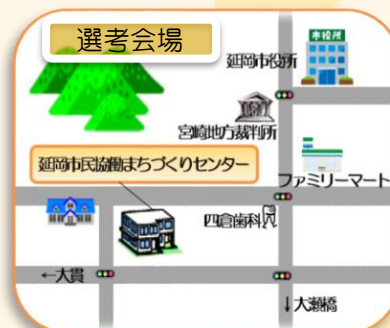 選考会場
市役所
延岡市役所
宮崎地方裁判所
延岡市民協働まちづくりセンター
ファミリーマート
四倉歯科
←大貫
↓大瀬橋